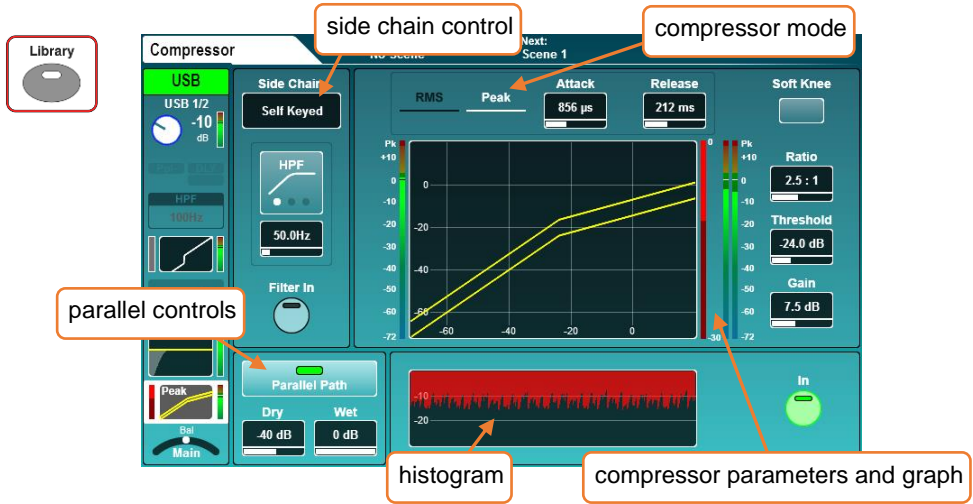 Library
side chain control
compressor mode
Compressor
No Scene
Next:
Scene 1
USB
USB 1/2
-10
dB
HPF
100Hz
Side Chain
Self Keyed
HPF
50.0Hz
Filter In
RMS
Peak
Attack
856 µs
Release
212 ms
Soft Knee
Pk
+10
0
-10
-20
-30
-40
-50
-60
-72
0
-20
-40
-60
-60
-40
-20
0
0
-30
Pk
+10
0
-10
-20
-30
-40
-50
-60
-72
Ratio
2.5 : 1
Threshold
-24.0 dB
Gain
7.5 dB
parallel controls
Peak
Bal
Main
Parallel Path
Dry
Wet
-40 dB
0 dB
-10
-20
In
histogram
compressor parameters and graph